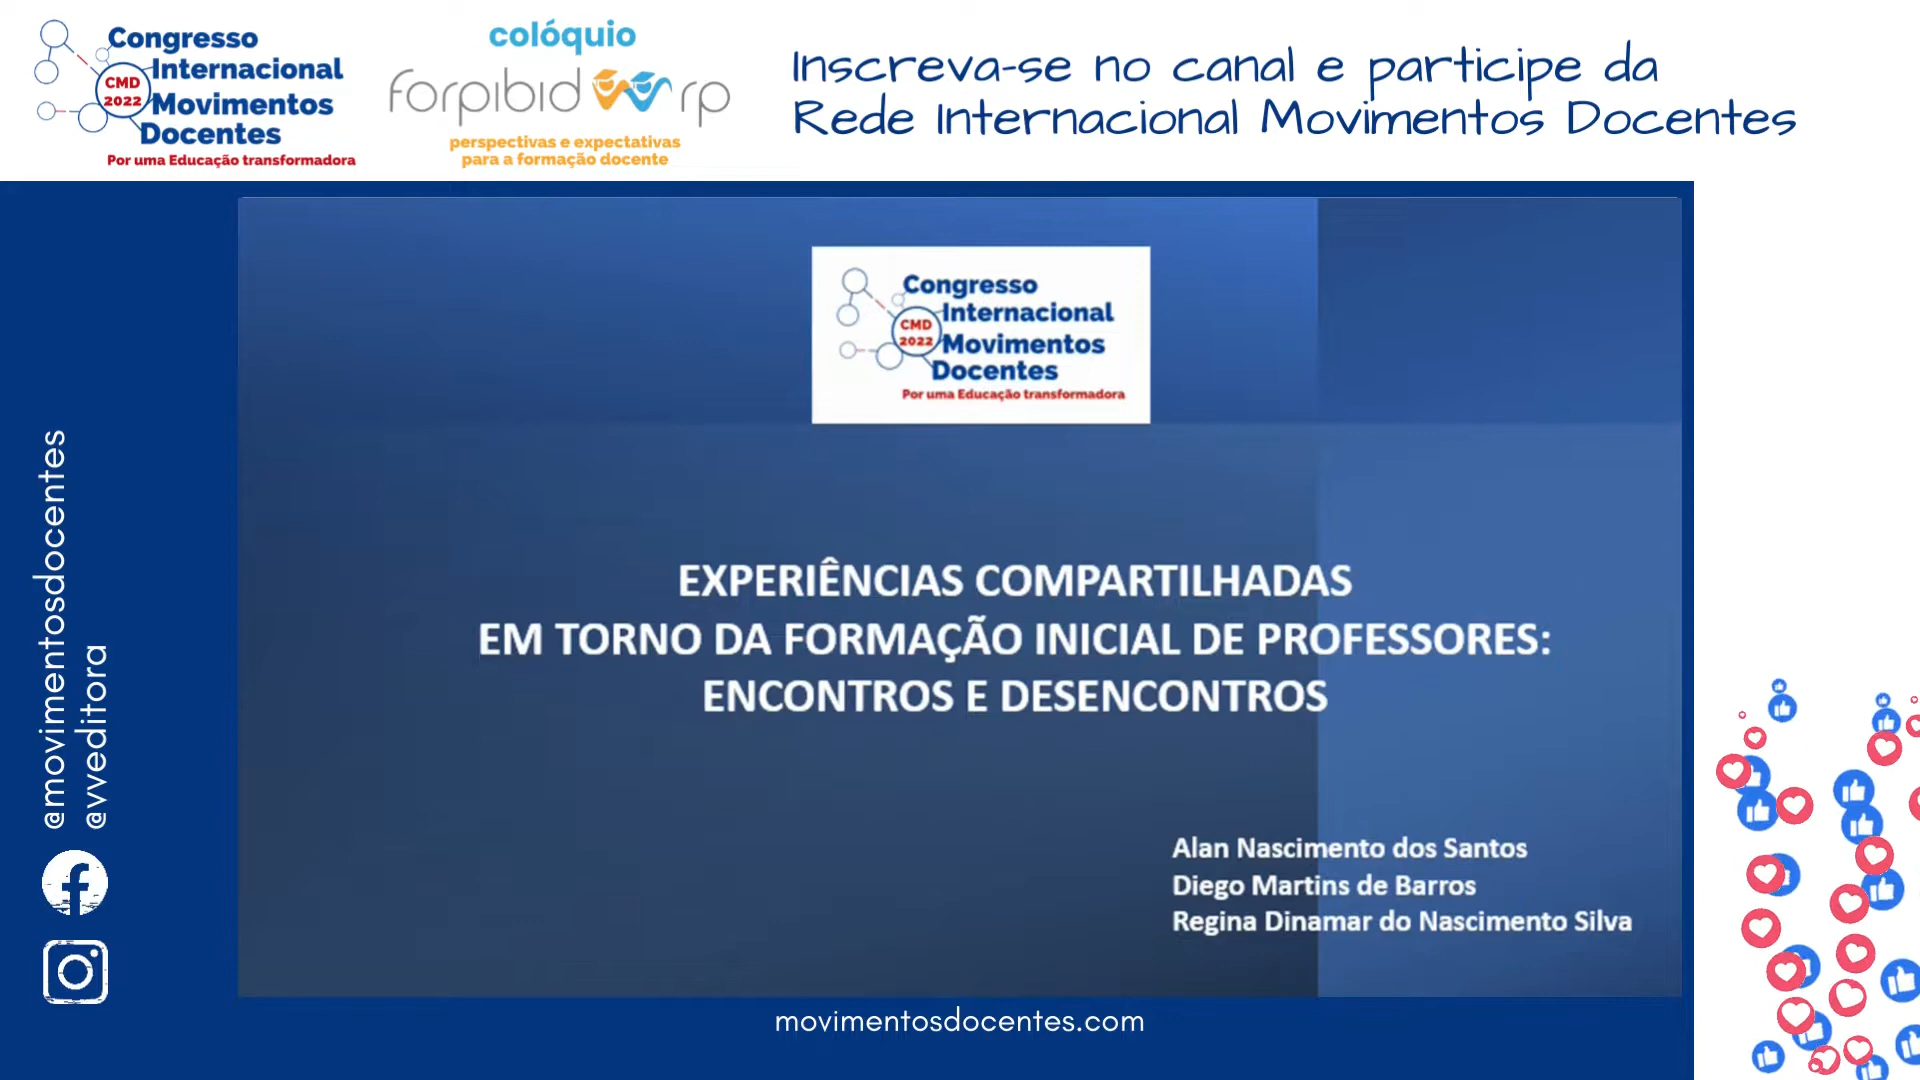 Congresso
Internacional
CMD
2022
Movimentos
Docentes
Por uma Educação transformadora
colóquio
forpibid rp
perspectivas e expectativas
para a formação docente
Inscreva-se no canal e participe da
Rede Internacional Movimentos Docentes
@movimentosdocentes
@vveditora
Congresso
Internacional
CMD
2022
Movimentos
Docentes
Por uma Educação transformadora
EXPERIÊNCIAS COMPARTILHADAS
EM TORNO DA FORMAÇÃO INICIAL DE PROFESSORES:
ENCONTROS E DESENCONTROS
Alan Nascimento dos Santos
Diego Martins de Barros
Regina Dinamar do Nascimento Silva
movimentosdocentes.com